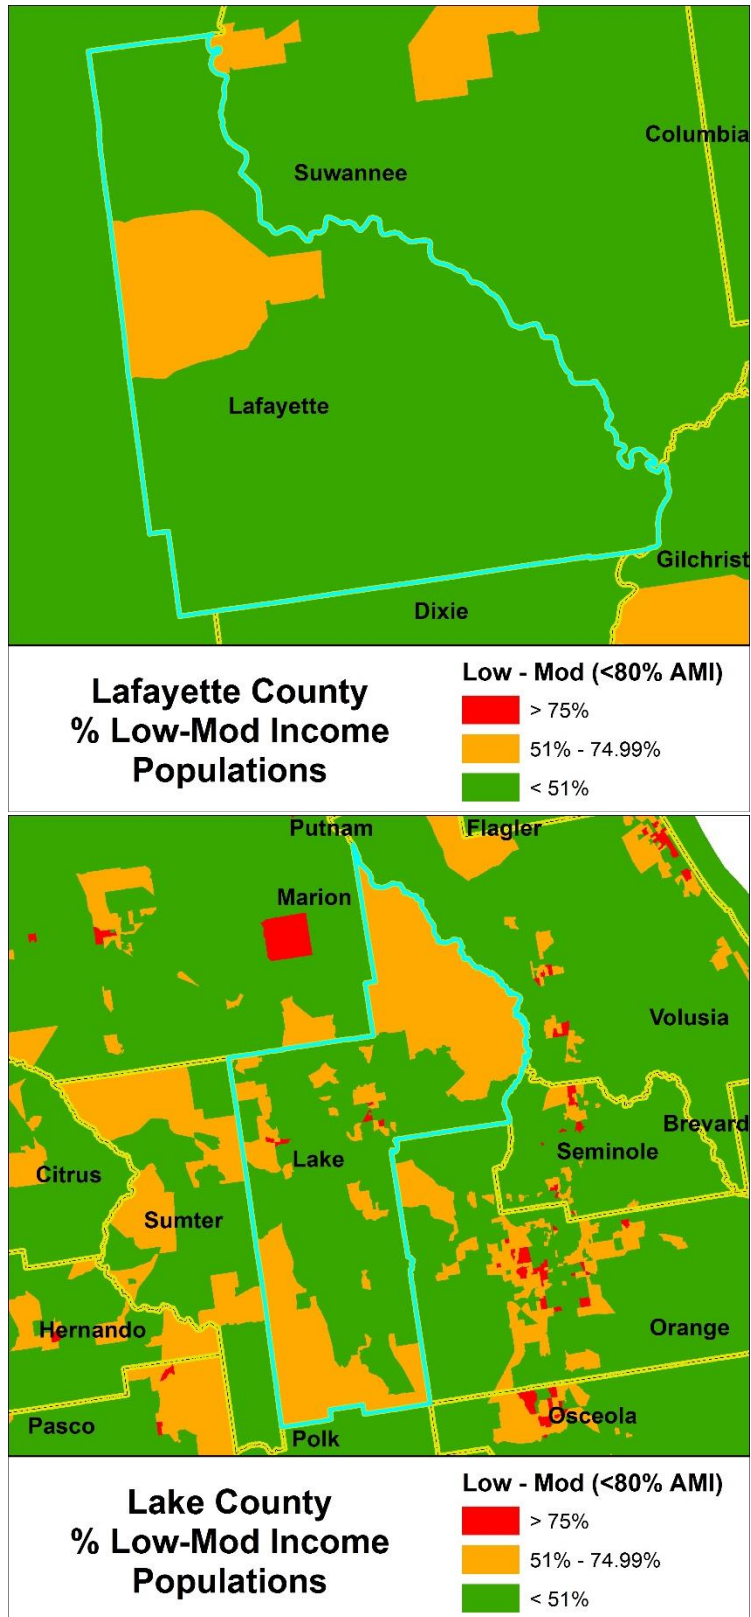 Columbia
Suwannee
Lafayette
Gilchrist
Dixie
Lafayette County
% Low-Mod Income
Populations
Low - Mod (<80% AMI)
> 75%
51% - 74.99%
< 51%
Putnam
Flagler
Marion
Volusia
Brevard
Seminole
Lake
Citrus
Sumter
Hernando
Orange
Osceola
Pasco
Polk
Lake County
% Low-Mod Income
Populations
Low - Mod (<80% AMI)
> 75%
51% - 74.99%
< 51%